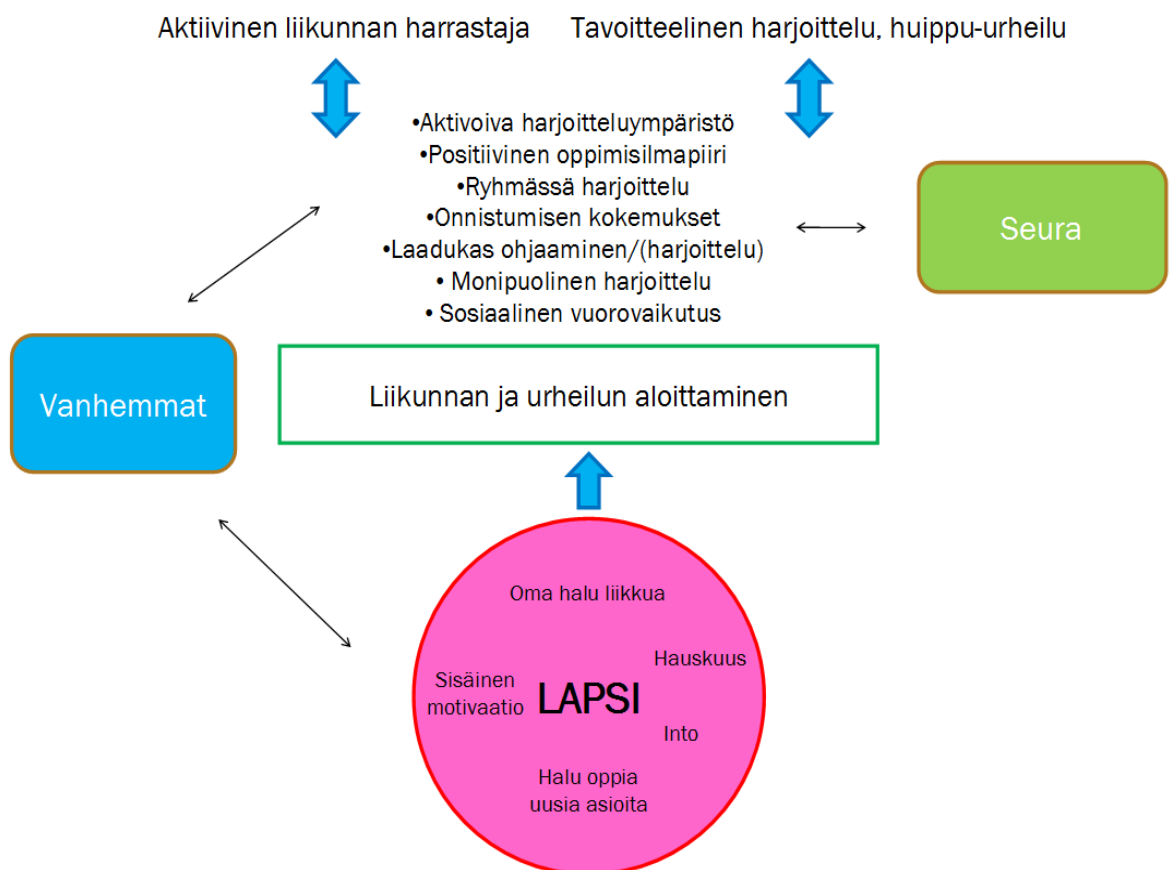 Aktiivinen liikunnan harrastaja
Tavoitteelinen harjoittelu, huippu-urheilu
•Aktivoiva harjoitteluympäristö
•Positiivinen oppimisilmapiiri
•Ryhmässä harjoittelu
•Onnistumisen kokemukset
•Laadukas ohjaaminen/(harjoittelu)
• Monipuolinen harjoittelu
• Sosiaalinen vuorovaikutus
Seura
Vanhemmat
Liikunnan ja urheilun aloittaminen
Oma halu liikkua
Hauskuus
Sisäinen
motivaatio
LAPSI
Into
Halu oppia
uusia asioita